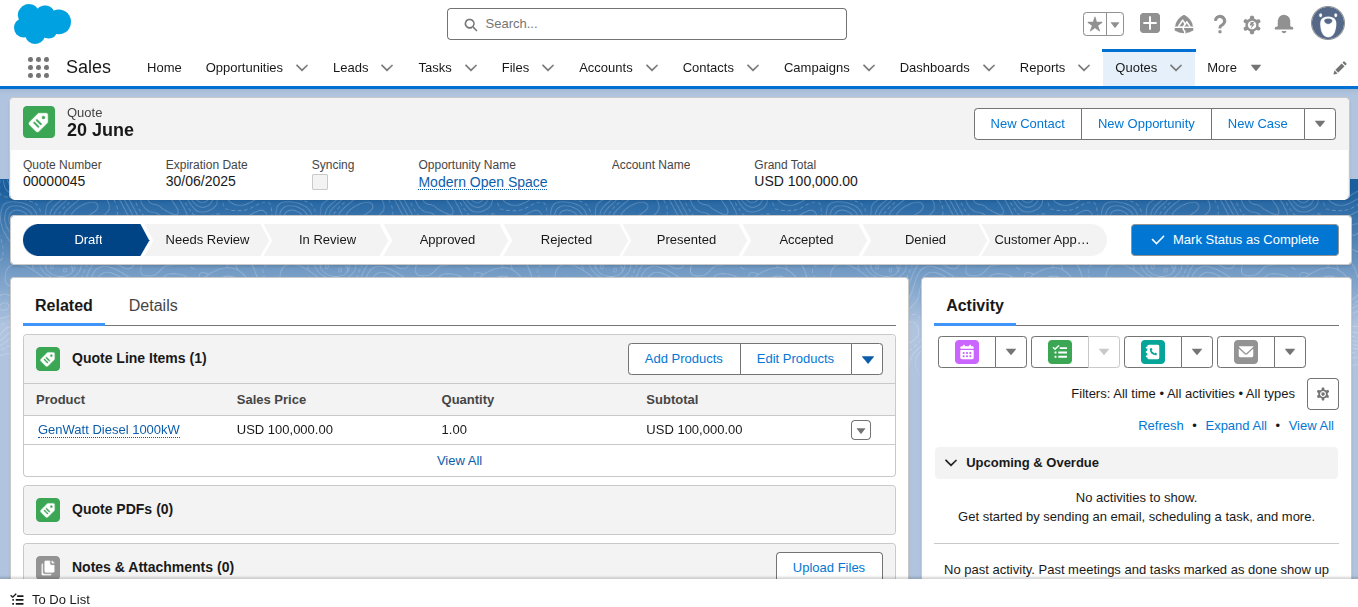 Search...
Sales
Home
Opportunities
Leads
Tasks
Files
Accounts
Contacts
Campaigns
Dashboards
Reports
Quotes
More
Quote
20 June
New Contact
New Opportunity
New Case
Quote Number
00000045
Expiration Date
30/06/2025
Syncing
Opportunity Name
Modern Open Space
Account Name
Grand Total
USD 100,000.00
Draft
Needs Review
In Review
Approved
Rejected
Presented
Accepted
Denied
Customer App…
Mark Status as Complete
Related
Details
Quote Line Items (1)
Add Products
Edit Products
Product
Sales Price
Quantity
Subtotal
GenWatt Diesel 1000kW
USD 100,000.00
1.00
USD 100,000.00
View All
Quote PDFs (0)
Notes & Attachments (0)
Upload Files
Activity
Filters: All time • All activities • All types
Refresh • Expand All • View All
Upcoming & Overdue
No activities to show.
Get started by sending an email, scheduling a task, and more.
No past activity. Past meetings and tasks marked as done show up
To Do List